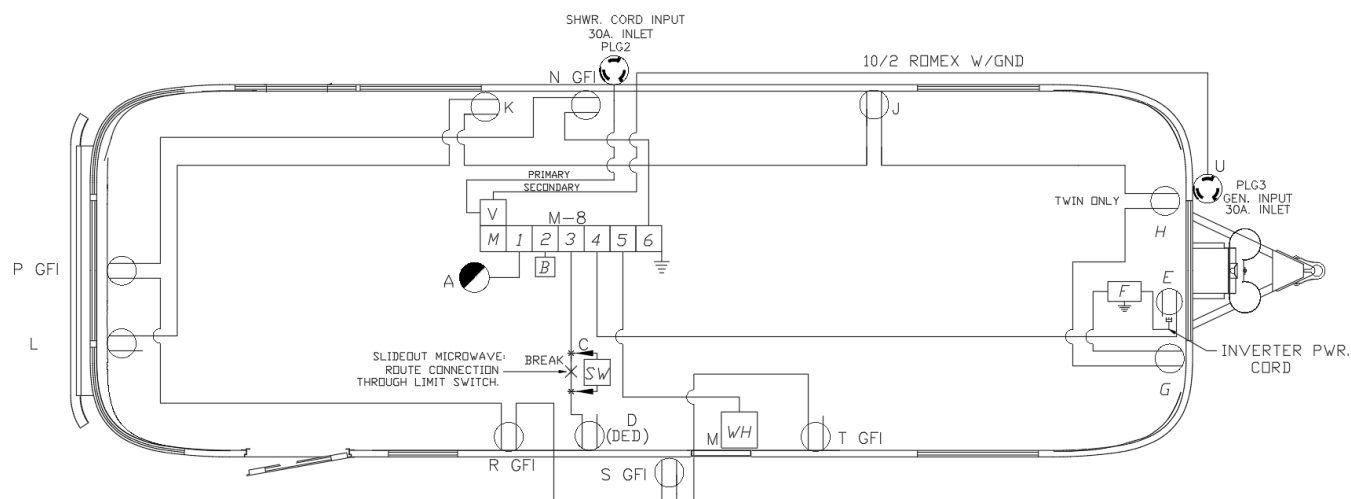 SHWR. CORD INPUT
30A. INLET
PLG2
10/2 ROMEX W/GND
N GFI
K
J
U
PLG3
GEN. INPUT
30A. INLET
PRIMARY
SECONDARY
TWIN ONLY
V
M-8
M 1 2 3 4 5 6
H
P GFI
A
B
E
F
L
C
SLIDEOUT MICROWAVE:
ROUTE CONNECTION
THROUGH LIMIT SWITCH.
BREAK
SW
INVERTER PWR.
CORD
G
D
(DED)
M
WH
T GFI
R GFI
S GFI